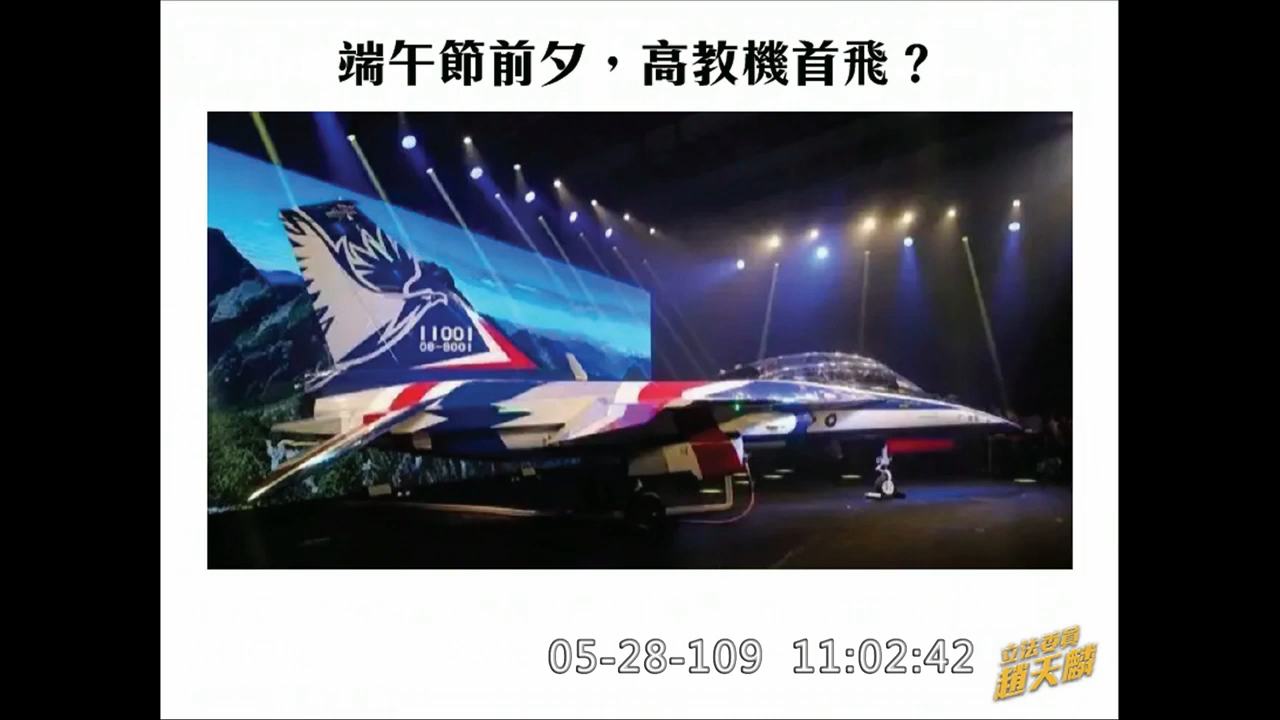 端午節前夕，高教機首飛？
11001
08-8001
05-28-109 11:02:42
立法委員
趙天麟